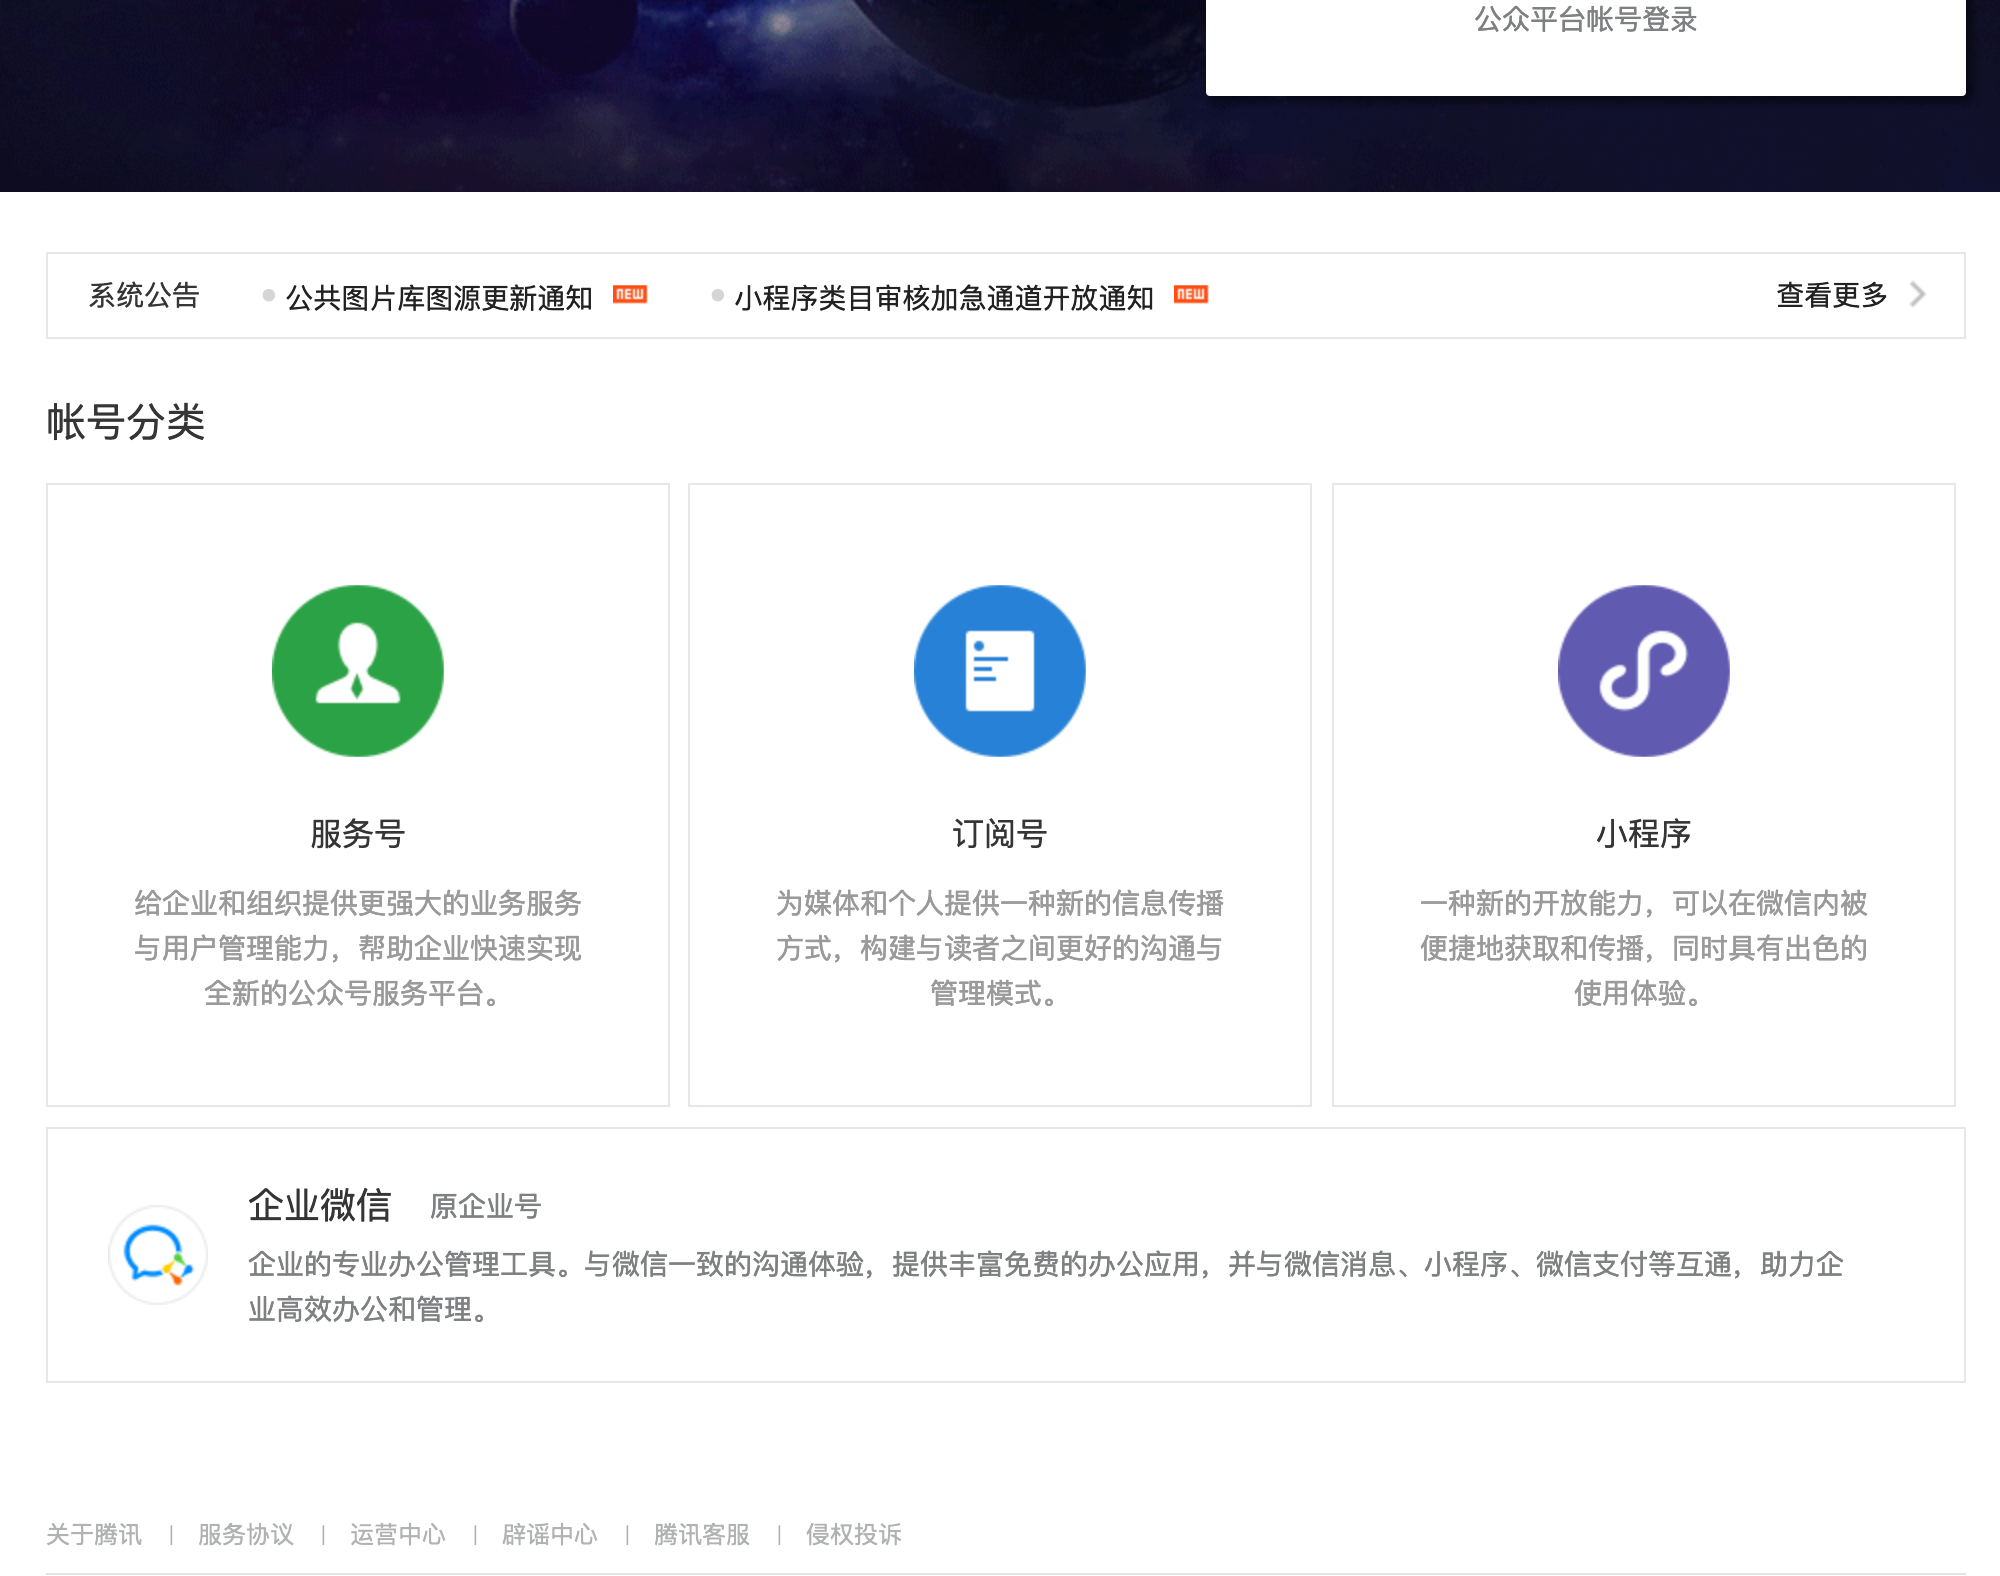 公众平台帐号登录
系统公告
公共图片库图源更新通知 NEW
小程序类目审核加急通道开放通知 NEW
查看更多
帐号分类
服务号
给企业和组织提供更强大的业务服务
与用户管理能力，帮助企业快速实现
全新的公众号服务平台。
订阅号
为媒体和个人提供一种新的信息传播
方式，构建与读者之间更好的沟通与
管理模式。
小程序
一种新的开放能力，可以在微信内被
便捷地获取和传播，同时具有出色的
使用体验。
企业微信 原企业号
企业的专业办公管理工具。与微信一致的沟通体验，提供丰富免费的办公应用，并与微信消息、小程序、微信支付等互通，助力企
业高效办公和管理。
关于腾讯 | 服务协议 | 运营中心 | 辟谣中心 | 腾讯客服 | 侵权投诉